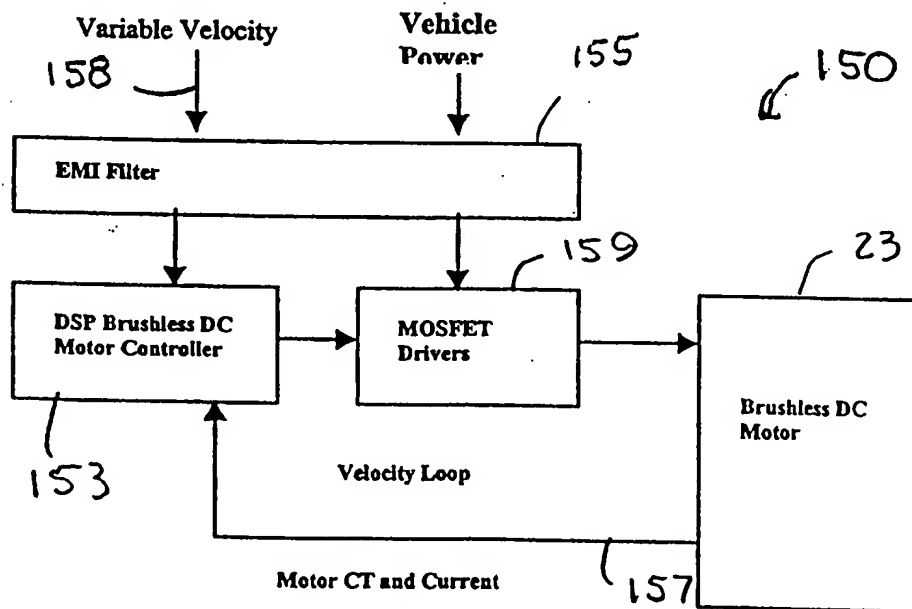 Variable Velocity
Vehicle
Power
158
155
150
EMI Filter
159
23
DSP Brushless DC
Motor Controller
MOSFET
Drivers
Brushless DC
Motor
153
Velocity Loop
Motor CT and Current
157